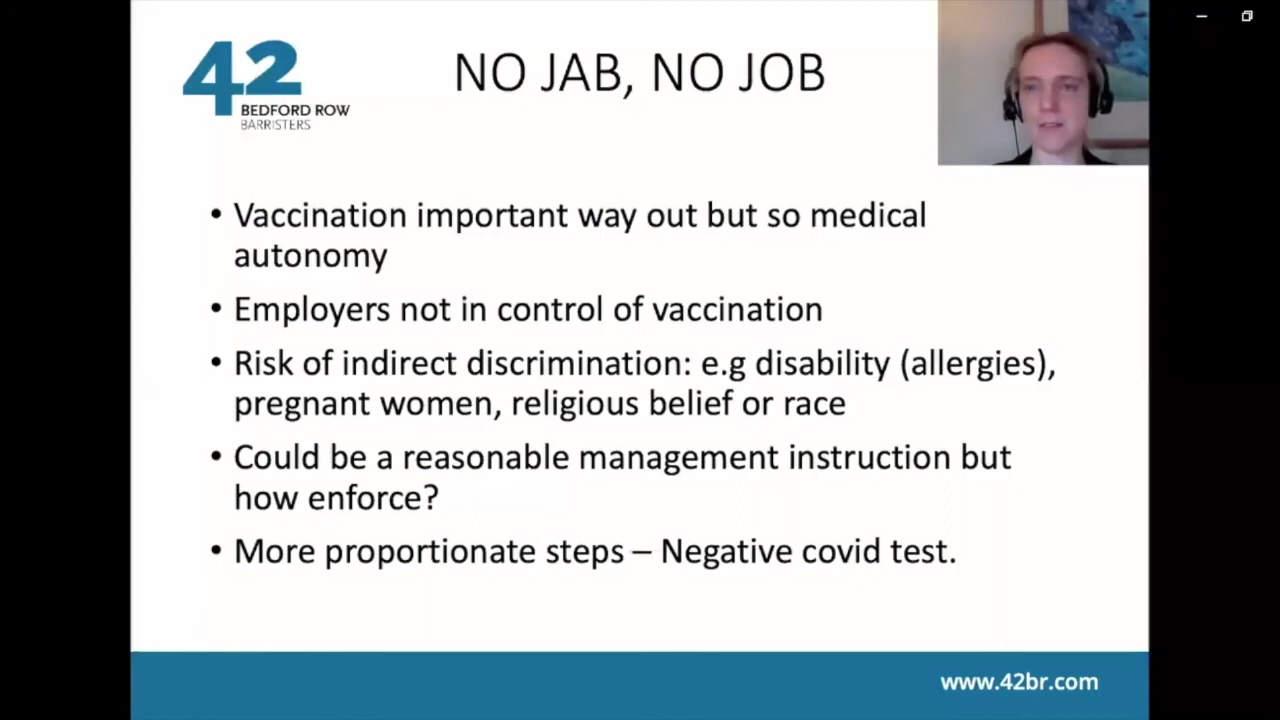 42
BEDFORD ROW
BARRISTERS
NO JAB, NO JOB
• Vaccination important way out but so medical
autonomy
• Employers not in control of vaccination
• Risk of indirect discrimination: e.g disability (allergies),
pregnant women, religious belief or race
• Could be a reasonable management instruction but
how enforce?
• More proportionate steps – Negative covid test.
www.42br.com